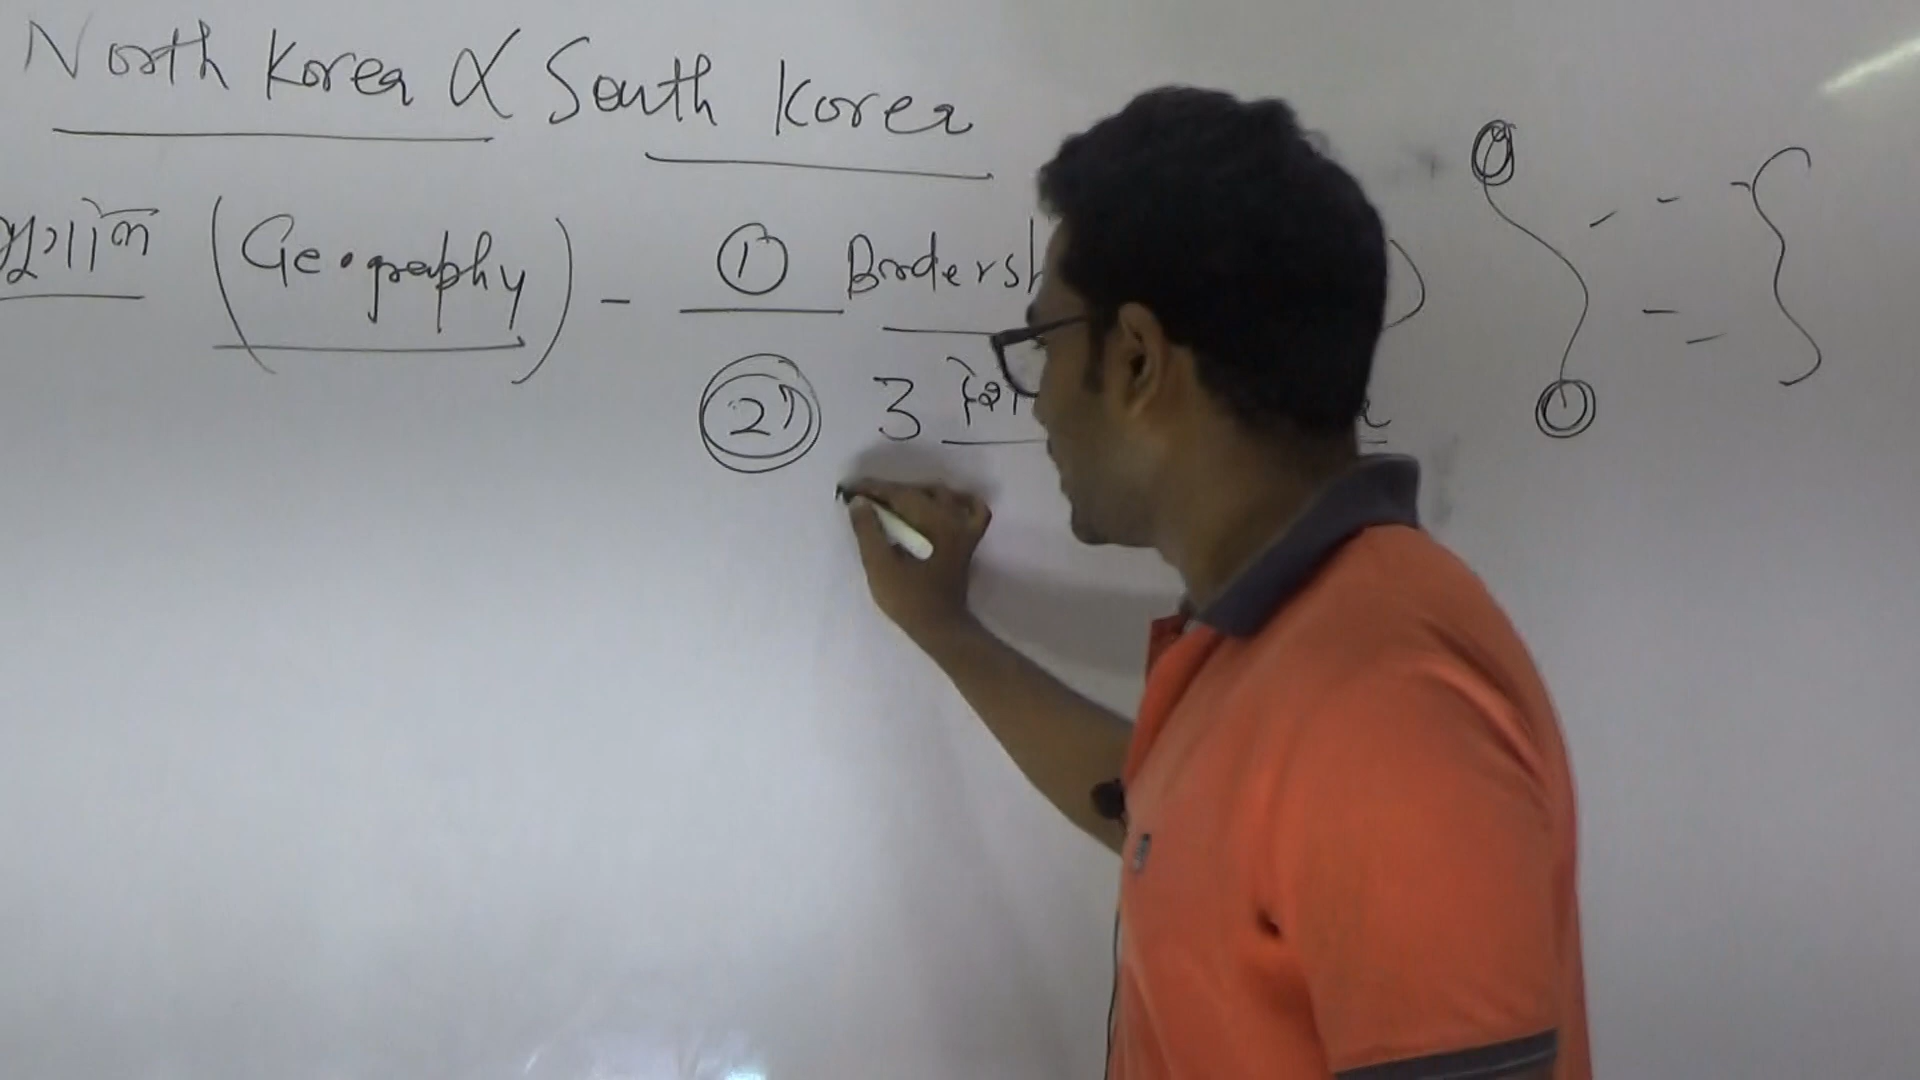 North Korea & South Korea
ভূগোল (Geography) - ① Bordersh
② 3 দি